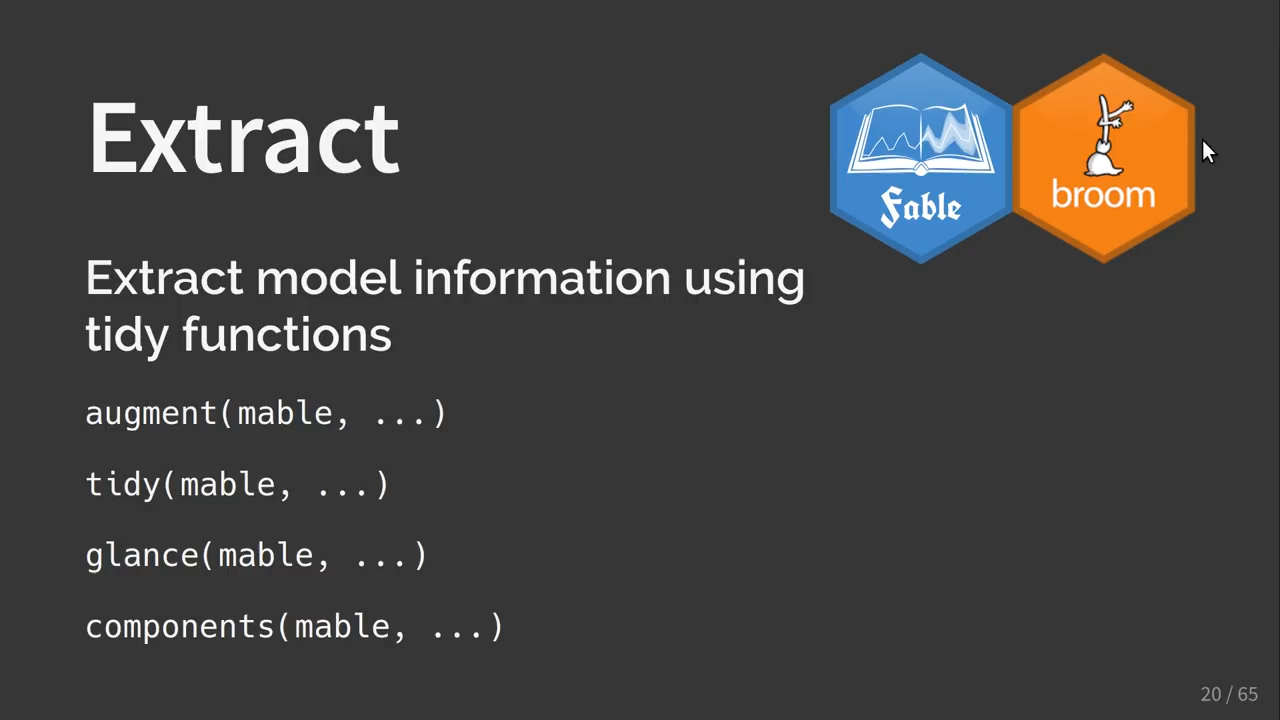 Extract
Fable
broom
Extract model information using
tidy functions
augment(mable, ...)
tidy(mable, ...)
glance(mable, ...)
components(mable, ...)
20 / 65